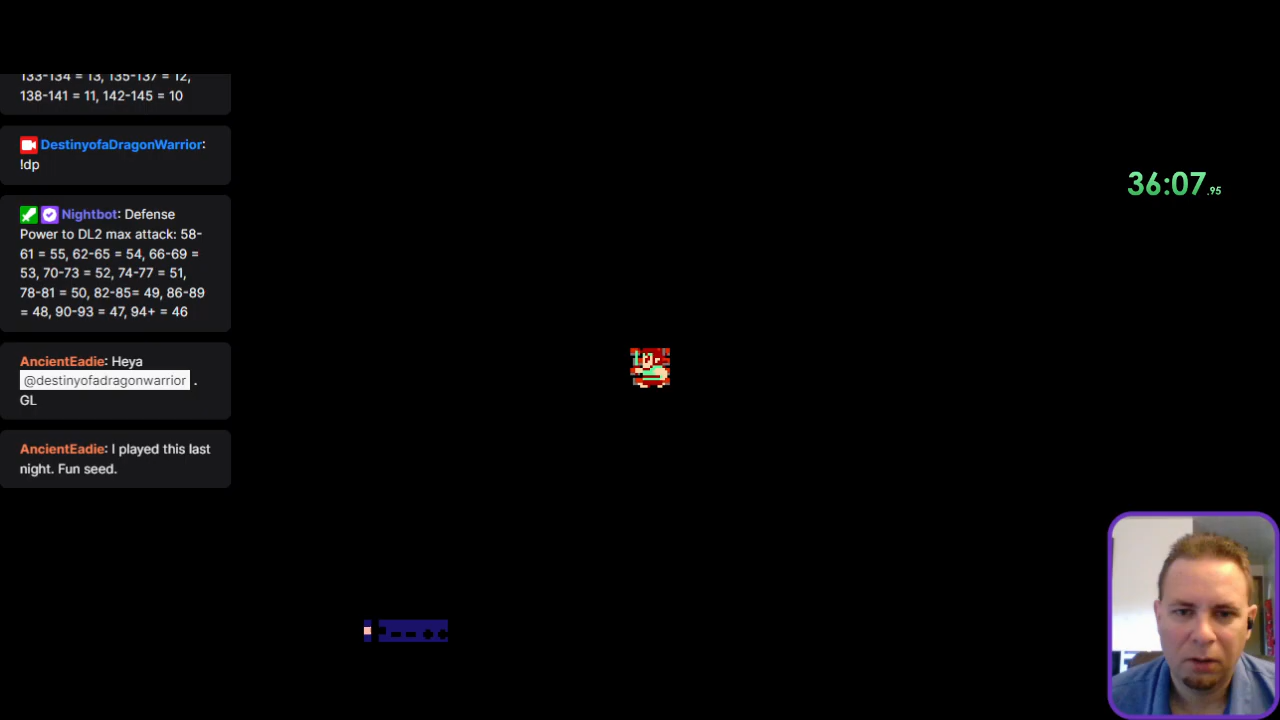 133-134 = 13, 135-137 = 12,
138-141 = 11, 142-145 = 10
DestinyofaDragonWarrior:
!dp
Nightbot: Defense
Power to DL2 max attack: 58-
61 = 55, 62-65 = 54, 66-69 =
53, 70-73 = 52, 74-77 = 51,
78-81 = 50, 82-85= 49, 86-89
= 48, 90-93 = 47, 94+ = 46
AncientEadie: Heya
@destinyofadragonwarrior .
GL
AncientEadie: I played this last
night. Fun seed.
36:07.95